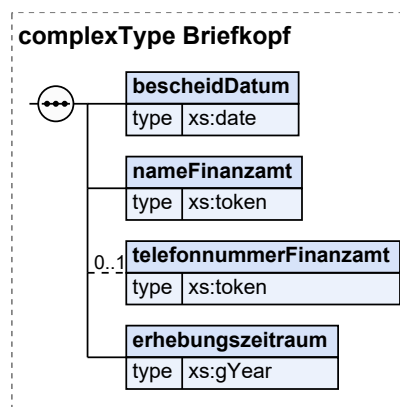 complexType Briefkopf
bescheidDatum
type xs:date
nameFinanzamt
type xs:token
0..1 telefonnummerFinanzamt
type xs:token
erhebungszeitraum
type xs:gYear